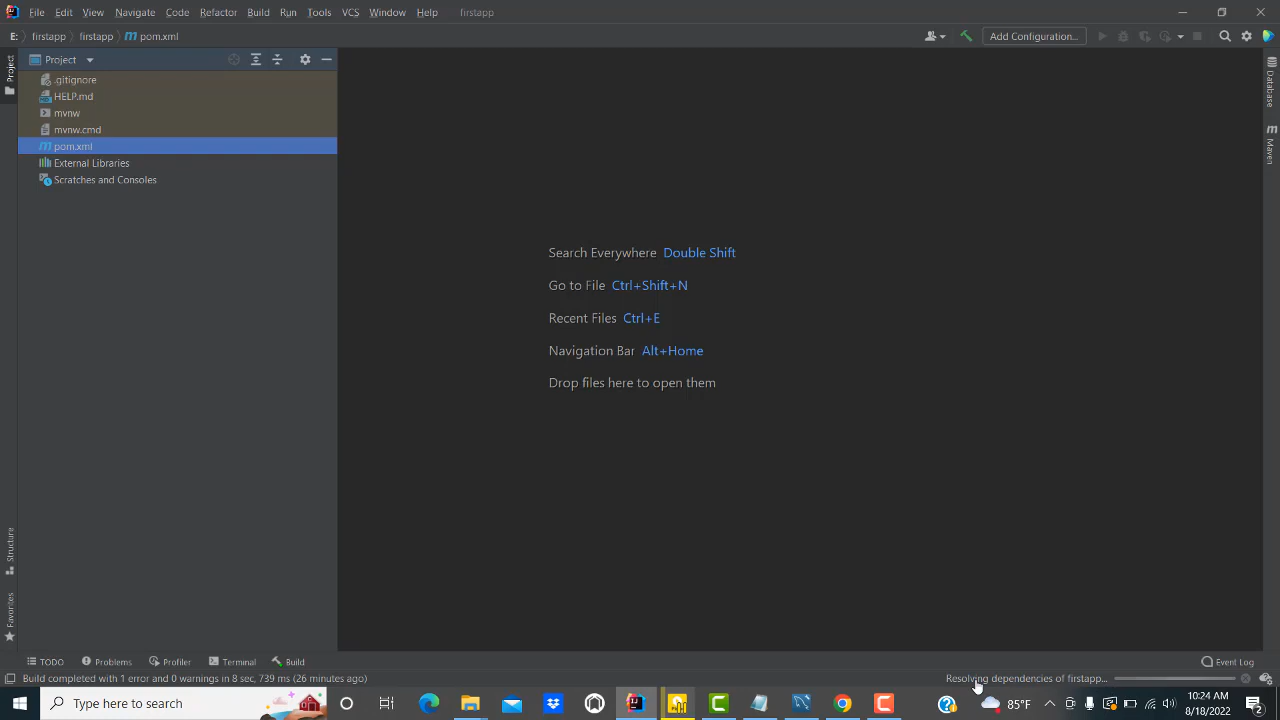 File Edit View Navigate Code Refactor Build Run Tools VCS Window Help firstapp
E: firstapp firstapp m pom.xml Add Configuration...
Project
.gitignore
HELP.md
mvnw
mvnw.cmd
m pom.xml
External Libraries
Scratches and Consoles
Project
Structure
Favorites
Search Everywhere Double Shift
Go to File Ctrl+Shift+N
Recent Files Ctrl+E
Navigation Bar Alt+Home
Drop files here to open them
Database
m Maven
TODO Problems Profiler Terminal Build Event Log
Build completed with 1 error and 0 warnings in 8 sec, 739 ms (26 minutes ago) Resolving dependencies of firstapp...
Type here to search 85°F 10:24 AM
8/18/2022